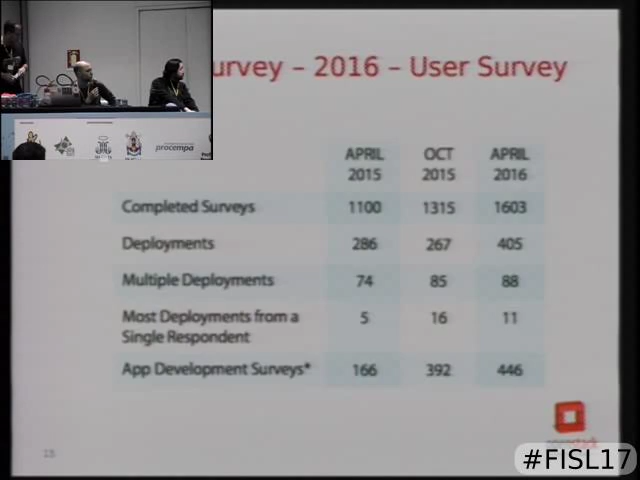 urvey – 2016 – User Survey
APRIL 2015 OCT 2015 APRIL 2016
Completed Surveys 1100 1315 1603
Deployments 286 267 405
Multiple Deployments 74 85 88
Most Deployments from a
Single Respondent 5 16 11
App Development Surveys* 166 392 446
procempa
#FISL17